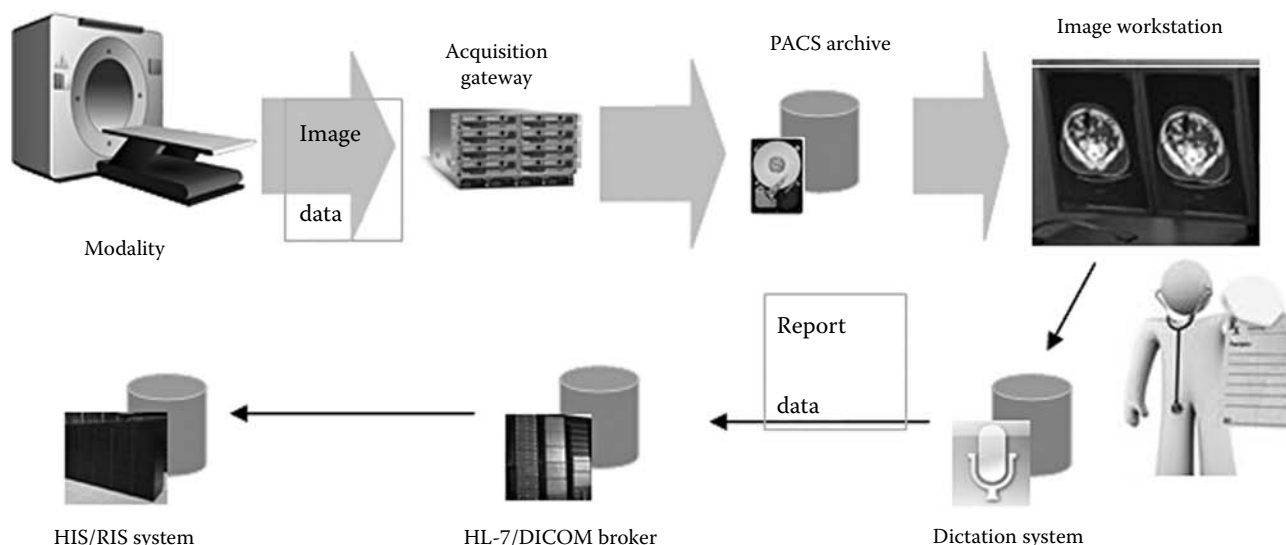 Image workstation
PACS archive
Acquisition
gateway
Image
data
Modality
Report
data
HIS/RIS system
HL-7/DICOM broker
Dictation system